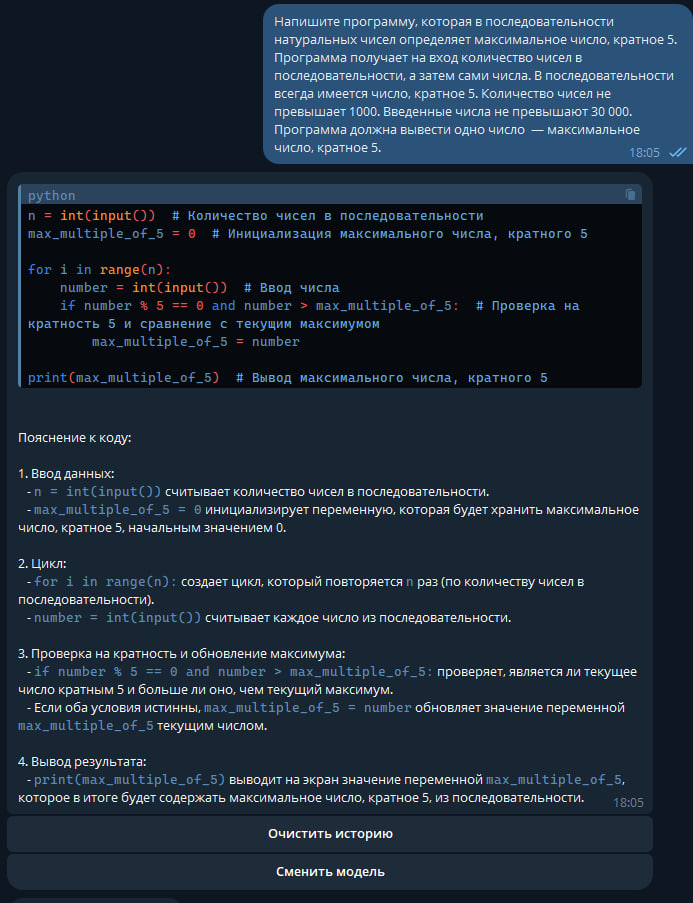 Напишите программу, которая в последовательности
натуральных чисел определяет максимальное число, кратное 5.
Программа получает на вход количество чисел в
последовательности, а затем сами числа. В последовательности
всегда имеется число, кратное 5. Количество чисел не
превышает 1000. Введенные числа не превышают 30 000.
Программа должна вывести одно число — максимальное
число, кратное 5.
18:05
python
n = int(input())  # Количество чисел в последовательности
max_multiple_of_5 = 0  # Инициализация максимального числа, кратного 5
for i in range(n):
    number = int(input())  # Ввод числа
    if number % 5 == 0 and number > max_multiple_of_5:  # Проверка на
кратность 5 и сравнение с текущим максимумом
        max_multiple_of_5 = number
print(max_multiple_of_5)  # Вывод максимального числа, кратного 5
Пояснение к коду:
1. Ввод данных:
- n = int(input()) считывает количество чисел в последовательности.
- max_multiple_of_5 = 0 инициализирует переменную, которая будет хранить максимальное
число, кратное 5, начальным значением 0.
2. Цикл:
- for i in range(n): создает цикл, который повторяется n раз (по количеству чисел в
последовательности).
- number = int(input()) считывает каждое число из последовательности.
3. Проверка на кратность и обновление максимума:
- if number % 5 == 0 and number > max_multiple_of_5: проверяет, является ли текущее
число кратным 5 и больше ли оно, чем текущий максимум.
- Если оба условия истинны, max_multiple_of_5 = number обновляет значение переменной
max_multiple_of_5 текущим числом.
4. Вывод результата:
- print(max_multiple_of_5) выводит на экран значение переменной max_multiple_of_5,
которое в итоге будет содержать максимальное число, кратное 5, из последовательности.
18:05
Очистить историю
Сменить модель